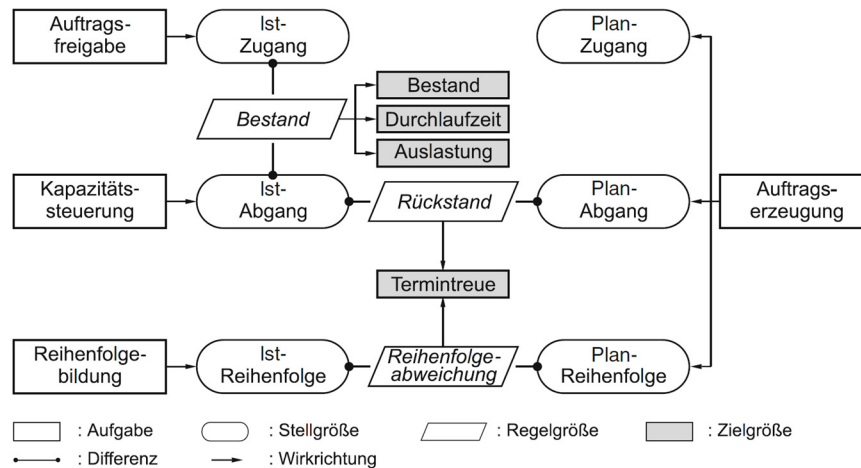 Auftrags-
freigabe
Ist-
Zugang
Plan-
Zugang
Bestand
Bestand
Durchlaufzeit
Auslastung
Kapazitäts-
steuerung
Ist-
Abgang
Rückstand
Plan-
Abgang
Auftrags-
erzeugung
Termintreue
Reihenfolge-
bildung
Ist-
Reihenfolge
Reihenfolge-
abweichung
Plan-
Reihenfolge
: Aufgabe
: Stellgröße
: Regelgröße
: Zielgröße
: Differenz
: Wirkrichtung